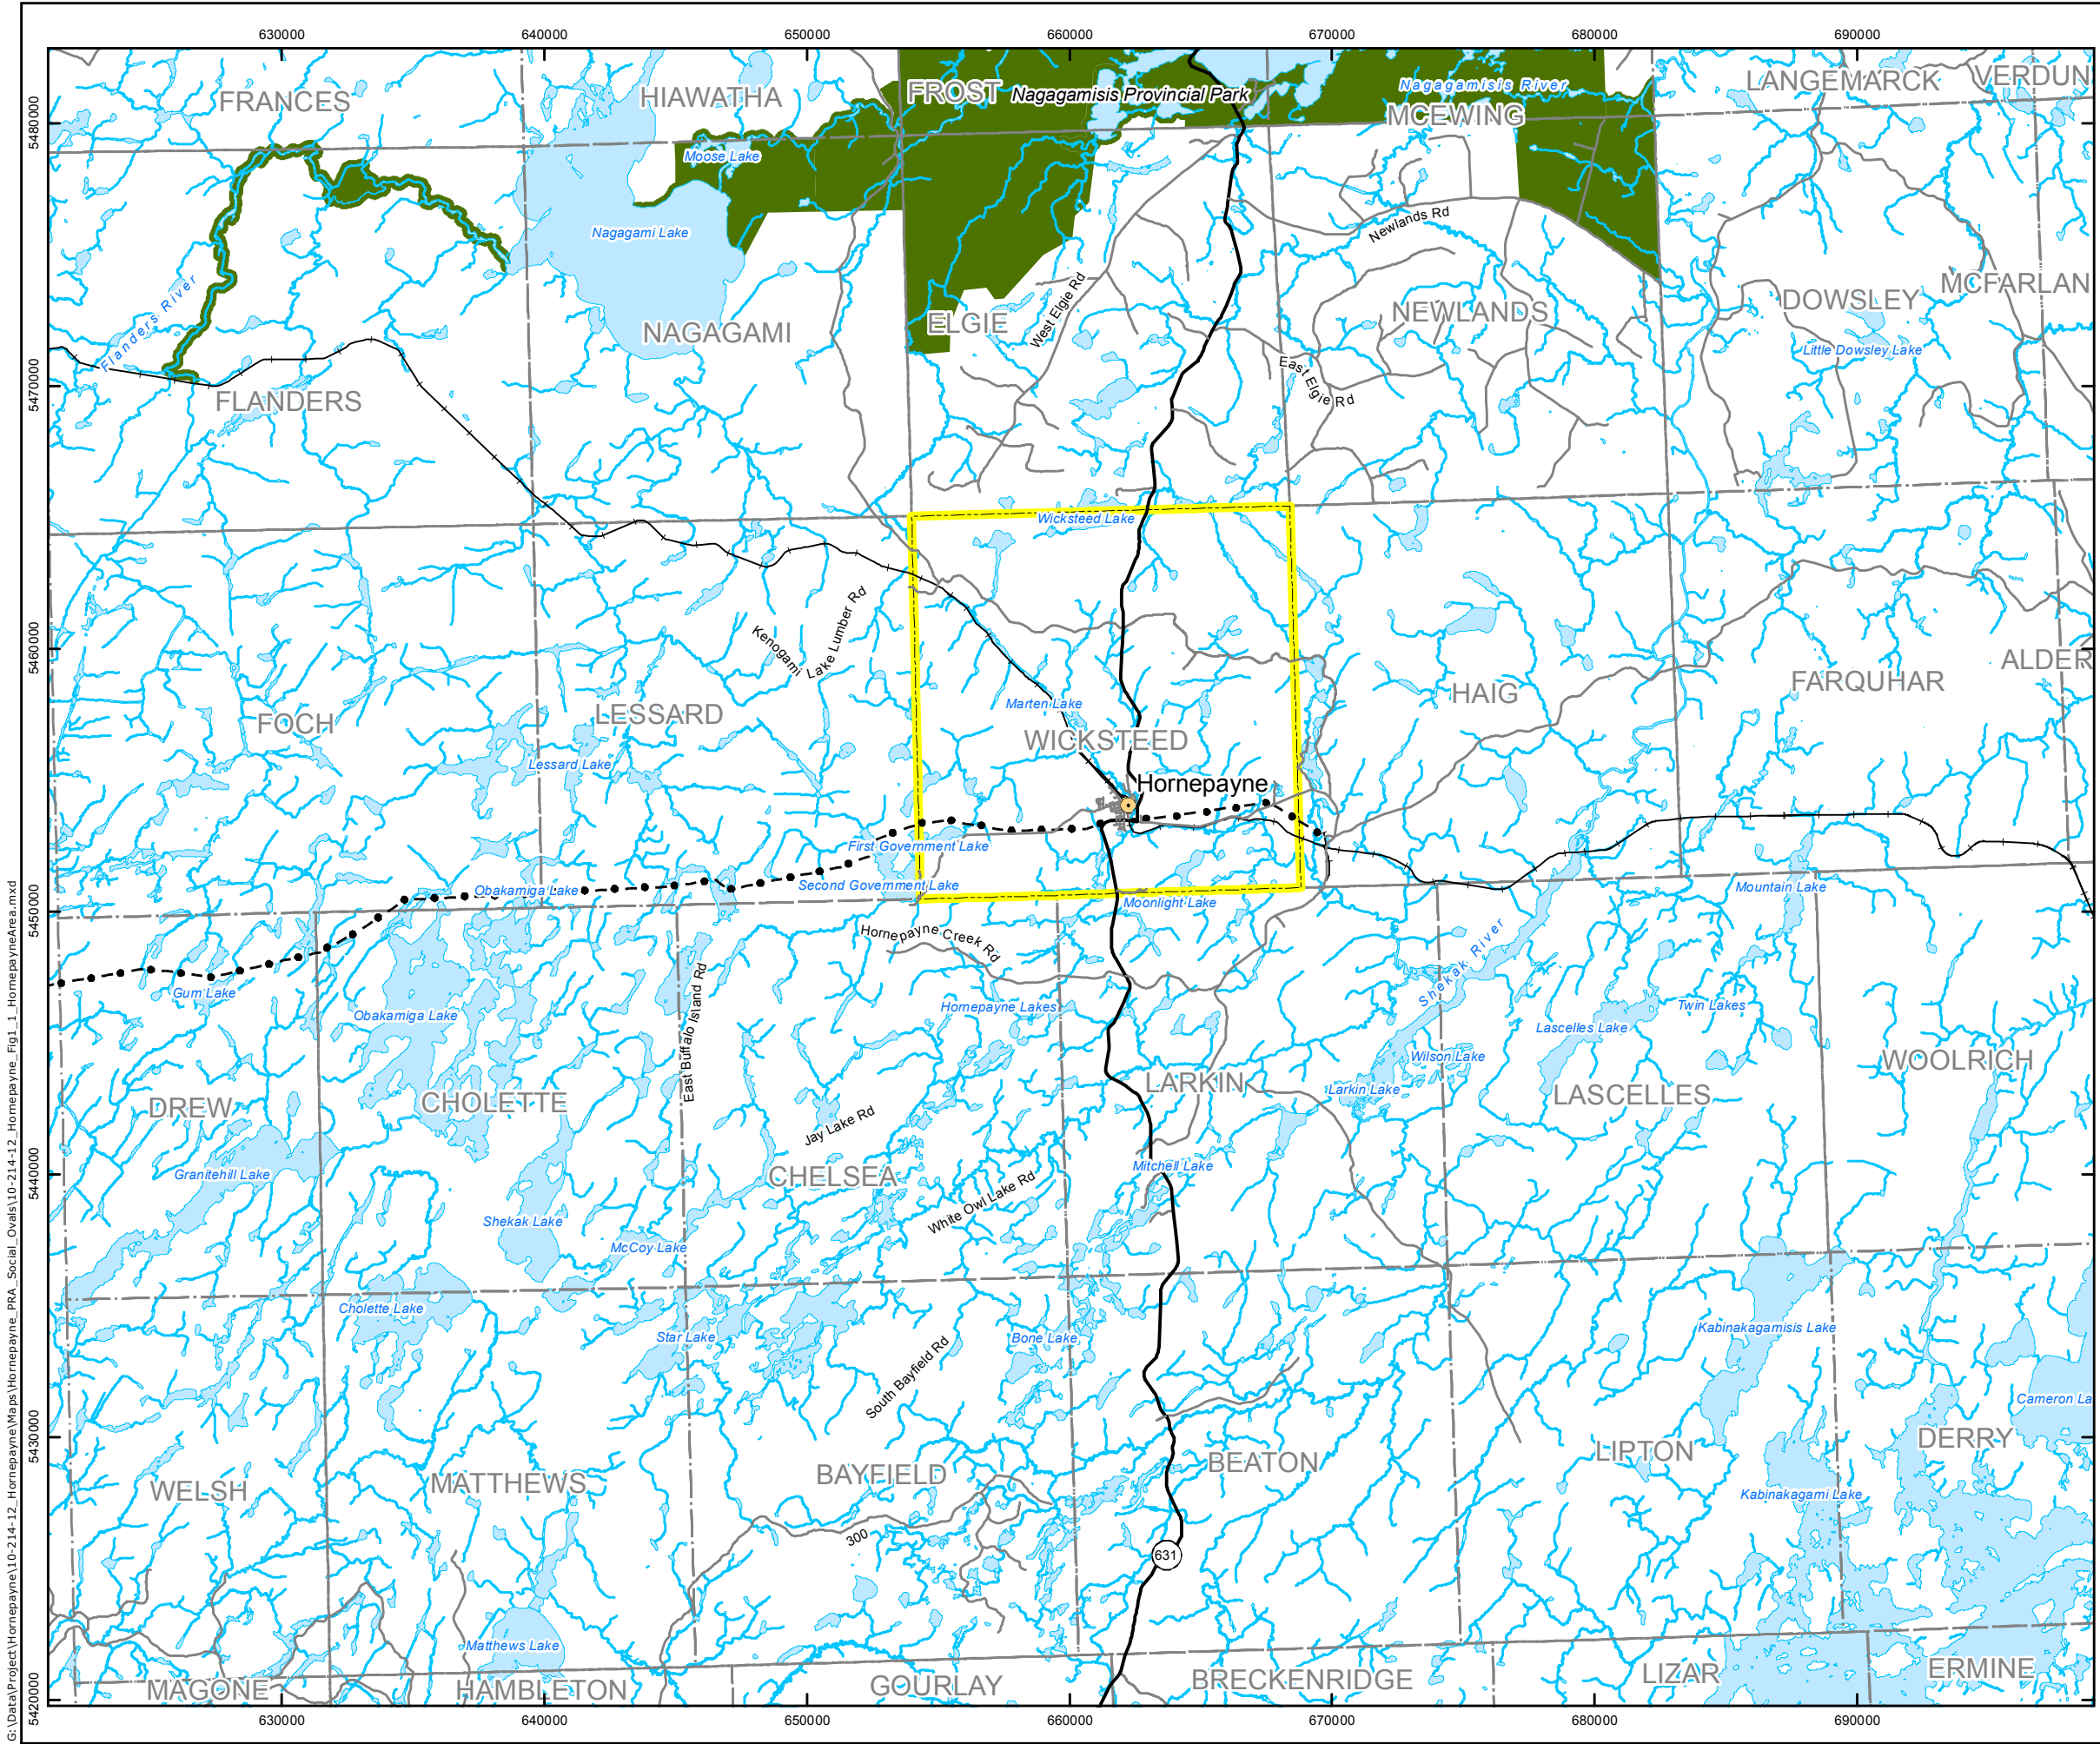 630000 640000 650000 660000 670000 680000 690000
FRANCES
HIAWATHA
FROST
Nagagamisis Provincial Park
Nagagamisis River
MCEWING
LANGEMARCK
VERDUN
5480000
Moose Lake
Nagagami Lake
Newlands Rd
Flanders River
NAGAGAMI
ELGIE
West Elgie Rd
NEWLANDS
DOWSLEY
MCFARLAN
Little Dowsley Lake
East Elgie Rd
5470000
FLANDERS
Wicksteed Lake
Kenogami Lake Lumber Rd
5460000
FOCH
LESSARD
Marten Lake
WICKSTEED
HAIG
FARQUHAR
ALDER
Lessard Lake
Hornepayne
First Government Lake
Second Government Lake
Obakamiga Lake
Moonlight Lake
Mountain Lake
5450000
Hornepayne Creek Rd
Shekak River
Gum Lake
Obakamiga Lake
East Buffalo Island Rd
Hornepayne Lakes
Lascelles Lake
Twin Lakes
Wilson Lake
WOOLRICH
DREW
CHOLETTE
Jay Lake Rd
LARKIN
Larkin Lake
LASCELLES
5440000
Granitehill Lake
CHELSEA
Mitchell Lake
White Owl Lake Rd
Shekak Lake
McCoy Lake
Cholette Lake
Star Lake
South Bayfield Rd
Bone Lake
Kabinakagamisis Lake
Cameron La
5430000
WELSH
MATTHEWS
BAYFIELD
BEATON
LIPTON
DERRY
Kabinakagami Lake
300
631
Matthews Lake
5420000
MAGONE
HAMBLETON
GOURLAY
BRECKENRIDGE
LIZAR
ERMINE
630000 640000 650000 660000 670000 680000 690000
G:\Data\Project\Hornepayne\10-214-12_Hornepayne\Maps\Hornepayne_PRA_Social_Ovals\10-214-12_Hornepayne_Fig1_1_HornepayneArea.mxd